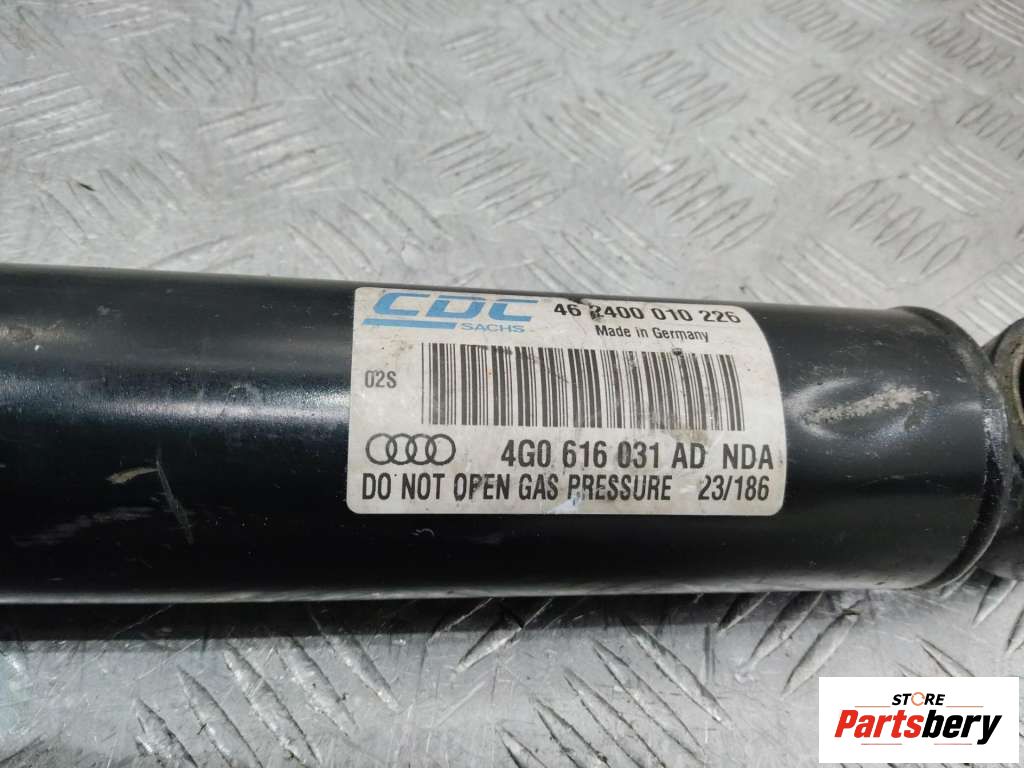 CDC
SACHS
46 2400 010 226
Made in Germany
02S
4G0 616 031 AD NDA
DO NOT OPEN GAS PRESSURE 23/186
STORE
Partsbery